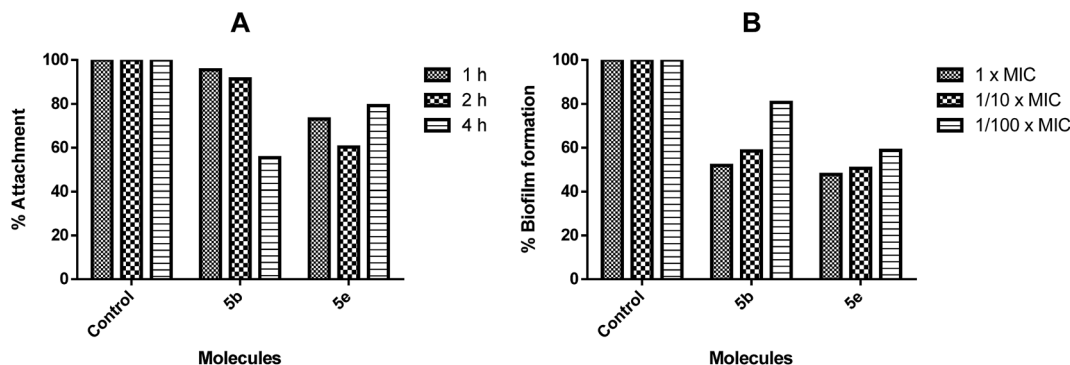 A
% Attachment
100
80
60
40
20
0
Control
5b
5e
Molecules
1 h
2 h
4 h
B
% Biofilm formation
100
80
60
40
20
0
Control
5b
5e
Molecules
1 x MIC
1/10 x MIC
1/100 x MIC